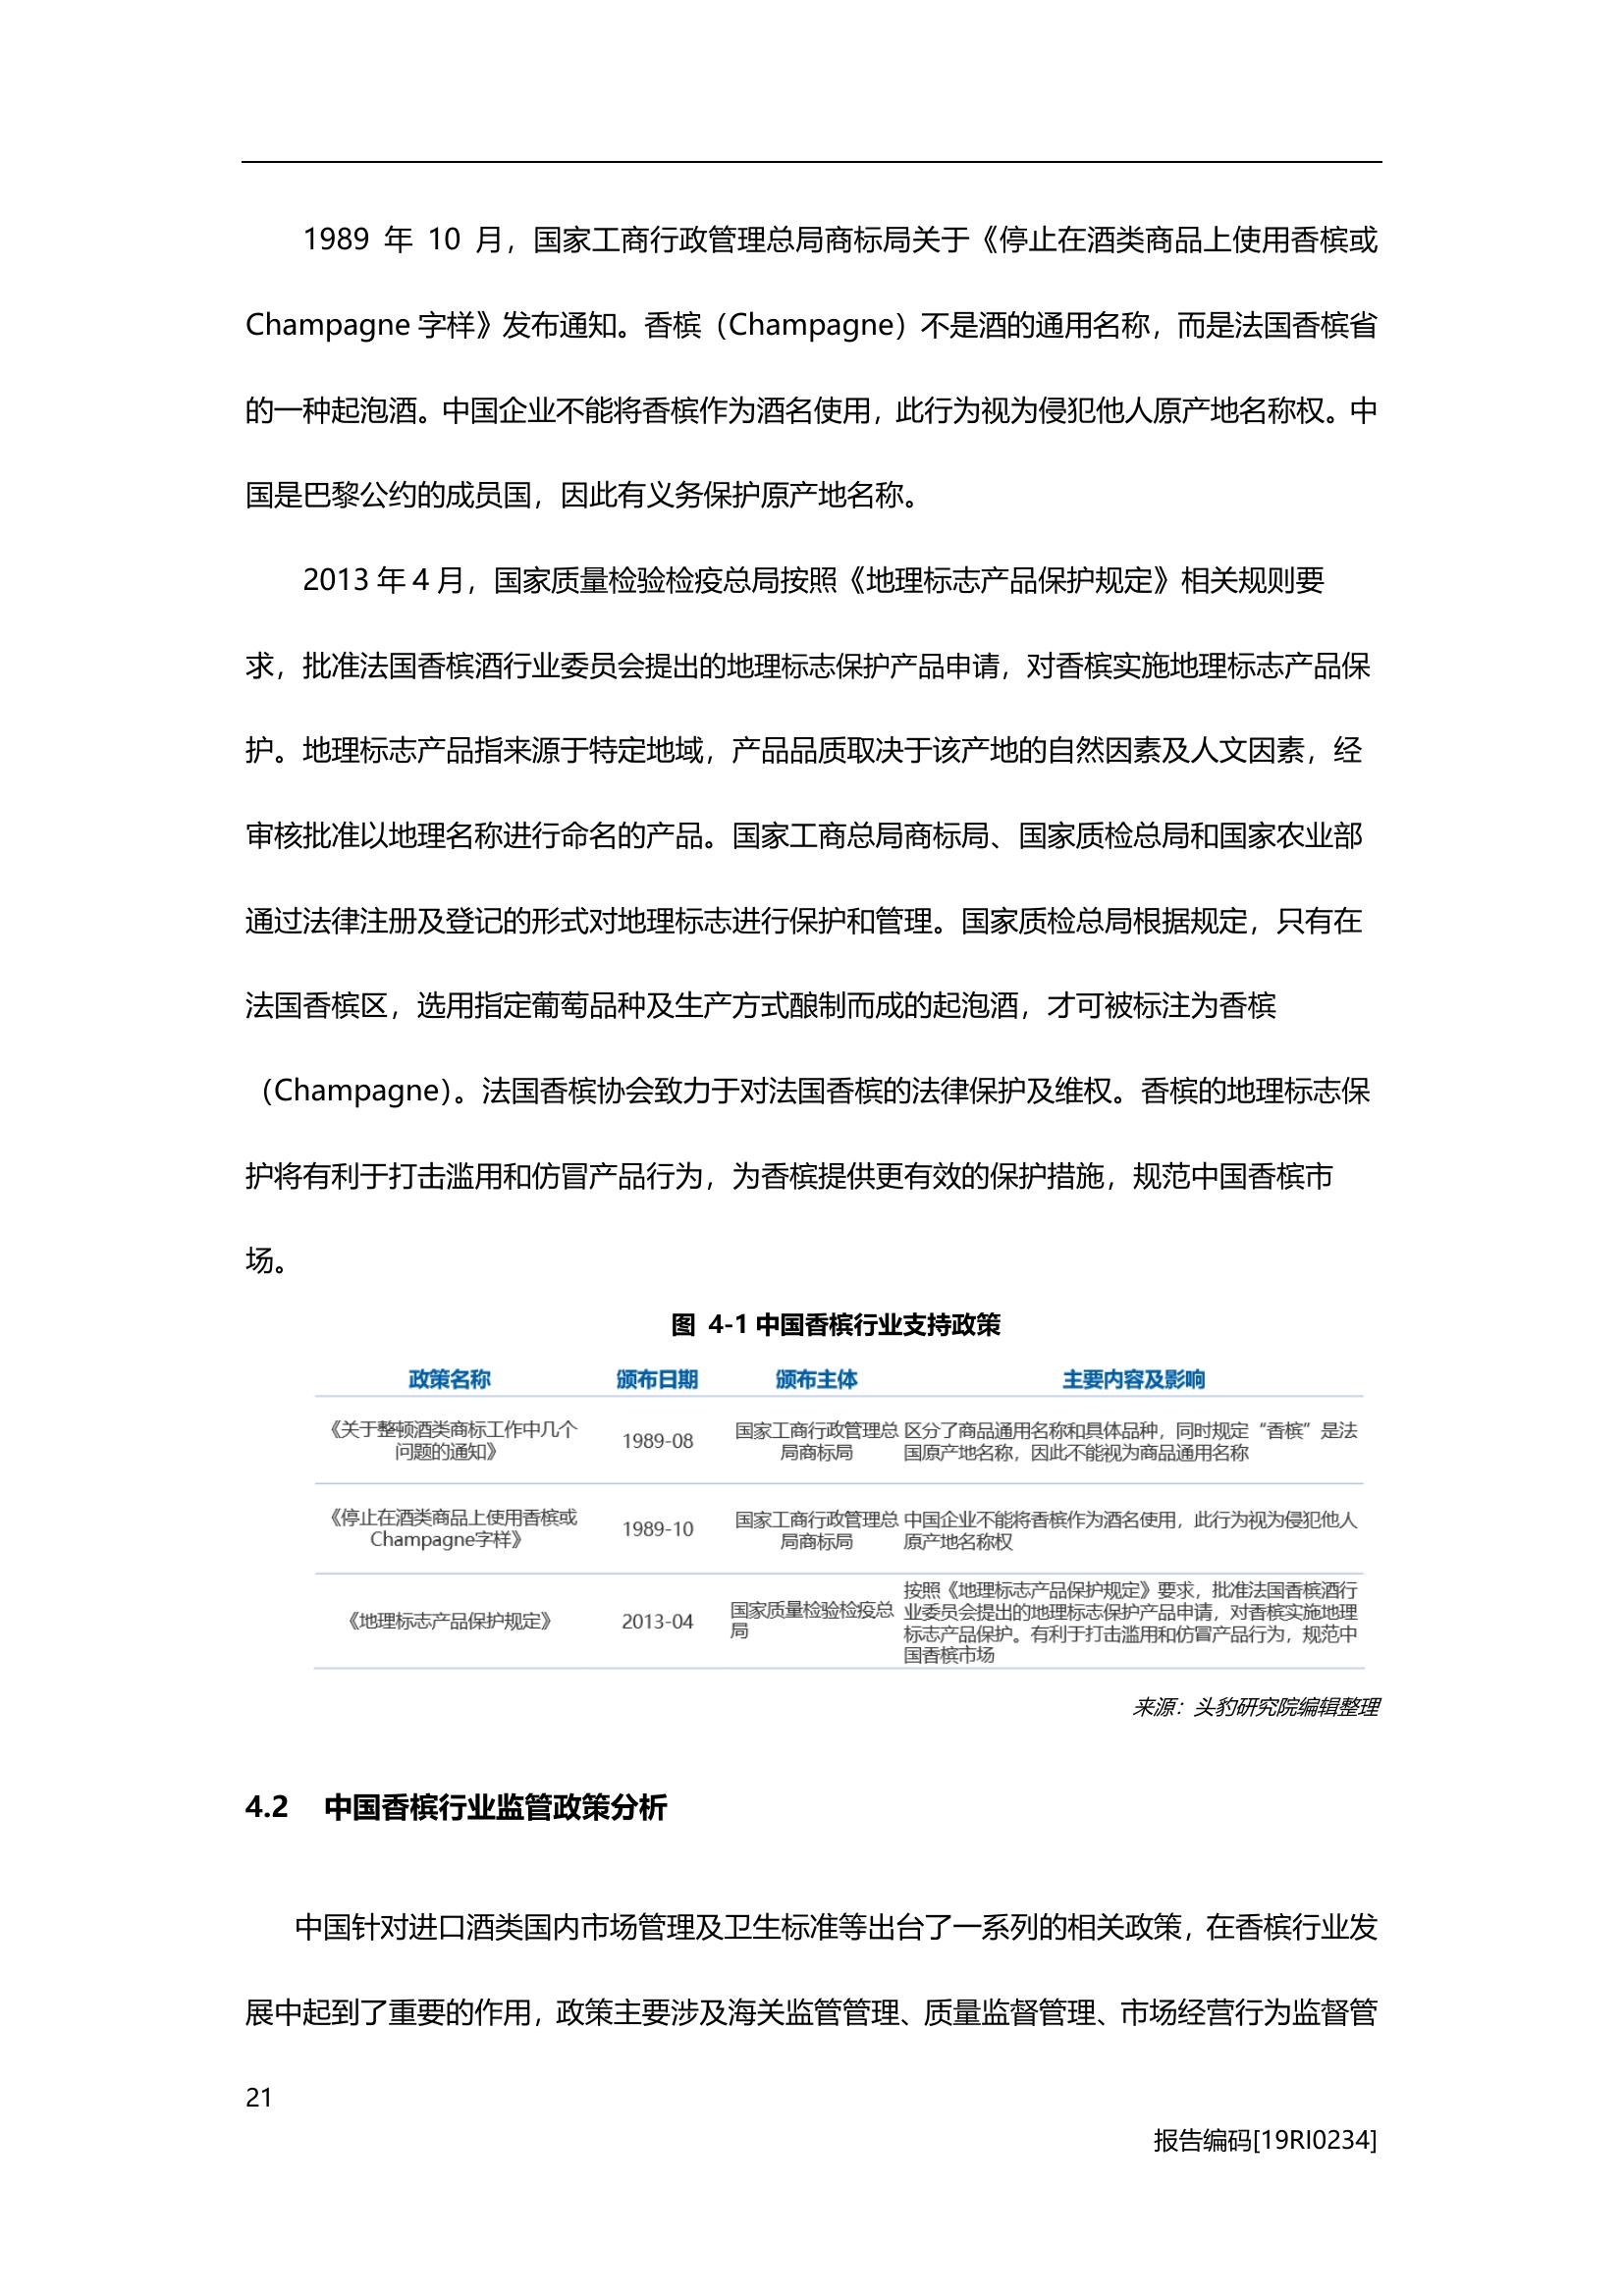 1989 年 10 月，国家工商行政管理总局商标局关于《停止在酒类商品上使用香槟或
Champagne 字样》发布通知。香槟（Champagne）不是酒的通用名称，而是法国香槟省
的一种起泡酒。中国企业不能将香槟作为酒名使用，此行为视为侵犯他人原产地名称权。中
国是巴黎公约的成员国，因此有义务保护原产地名称。
2013 年 4 月，国家质量检验检疫总局按照《地理标志产品保护规定》相关规则要
求，批准法国香槟酒行业委员会提出的地理标志保护产品申请，对香槟实施地理标志产品保
护。地理标志产品指来源于特定地域，产品品质取决于该产地的自然因素及人文因素，经
审核批准以地理名称进行命名的产品。国家工商总局商标局、国家质检总局和国家农业部
通过法律注册及登记的形式对地理标志进行保护和管理。国家质检总局根据规定，只有在
法国香槟区，选用指定葡萄品种及生产方式酿制而成的起泡酒，才可被标注为香槟
（Champagne）。法国香槟协会致力于对法国香槟的法律保护及维权。香槟的地理标志保
护将有利于打击滥用和仿冒产品行为，为香槟提供更有效的保护措施，规范中国香槟市
场。
图 4-1 中国香槟行业支持政策
政策名称 颁布日期 颁布主体 主要内容及影响
《关于整顿酒类商标工作中几个
问题的通知》
1989-08
国家工商行政管理总
局商标局
区分了商品通用名称和具体品种，同时规定“香槟”是法
国原产地名称，因此不能视为商品通用名称
《停止在酒类商品上使用香槟或
Champagne字样》
1989-10
国家工商行政管理总
局商标局
中国企业不能将香槟作为酒名使用，此行为视为侵犯他人
原产地名称权
《地理标志产品保护规定》
2013-04
国家质量检验检疫总
局
按照《地理标志产品保护规定》要求，批准法国香槟酒行
业委员会提出的地理标志保护产品申请，对香槟实施地理
标志产品保护。有利于打击滥用和仿冒产品行为，规范中
国香槟市场
来源：头豹研究院编辑整理
4.2 中国香槟行业监管政策分析
中国针对进口酒类国内市场管理及卫生标准等出台了一系列的相关政策，在香槟行业发
展中起到了重要的作用，政策主要涉及海关监管管理、质量监督管理、市场经营行为监督管
21
报告编码[19RI0234]